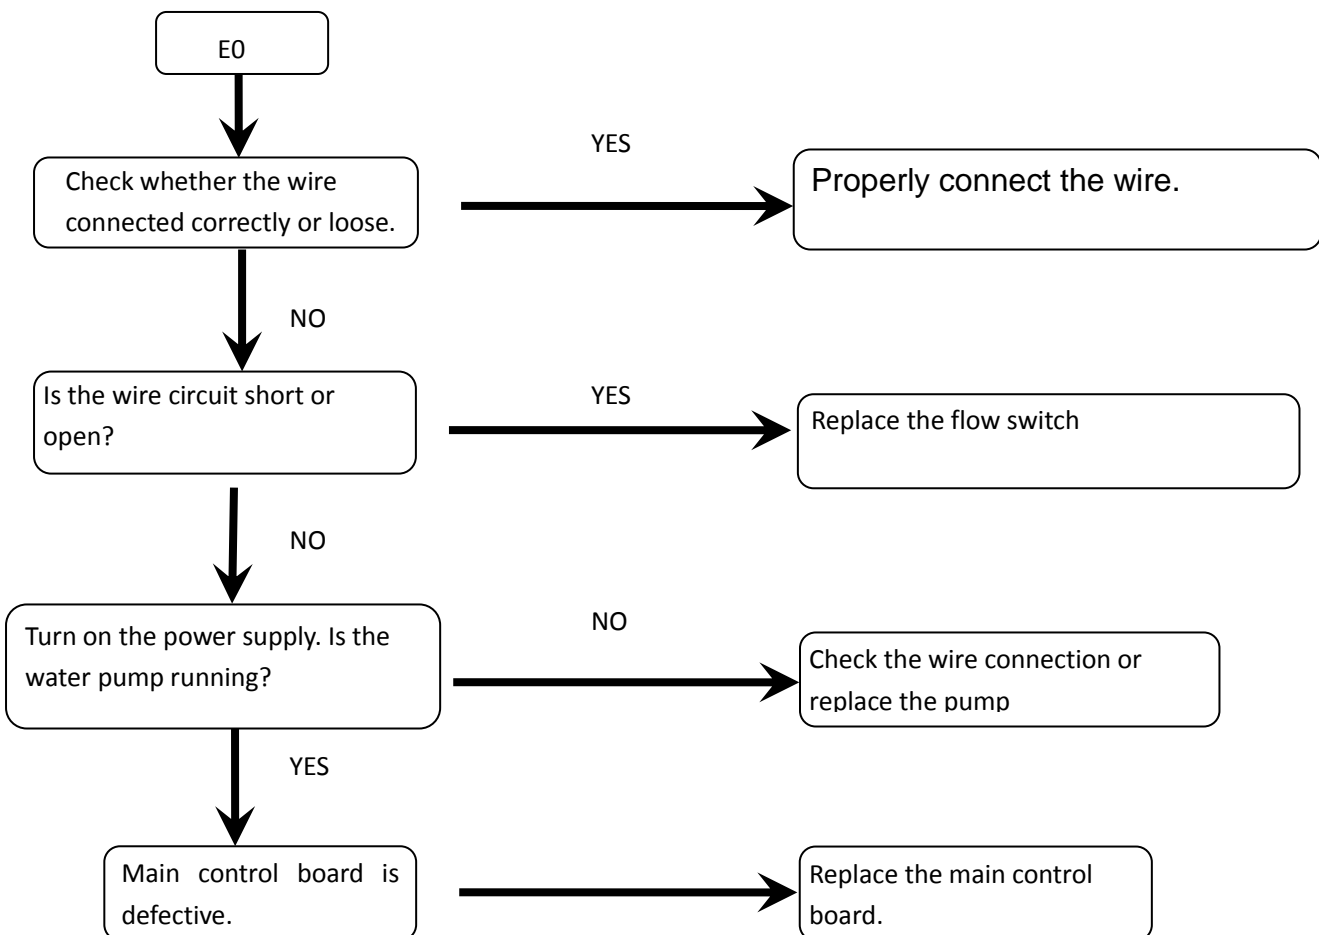 E0
YES
Check whether the wire
connected correctly or loose.
Properly connect the wire.
NO
Is the wire circuit short or
open?
YES
Replace the flow switch
NO
Turn on the power supply. Is the
water pump running?
NO
Check the wire connection or
replace the pump
YES
Main control board is
defective.
Replace the main control
board.